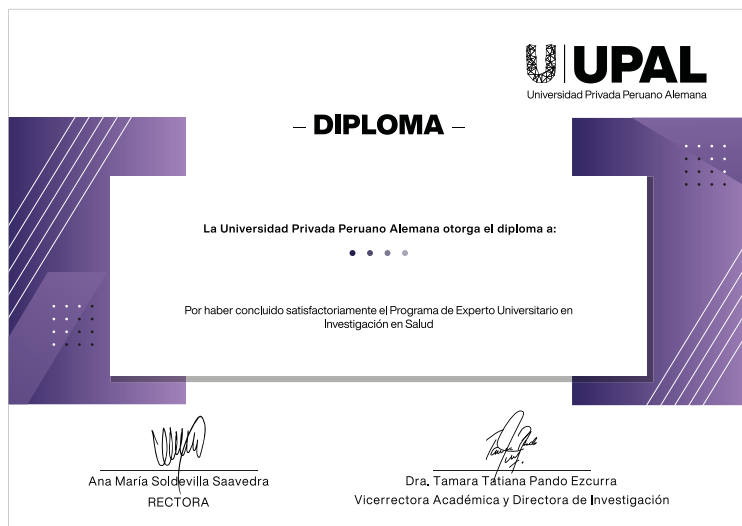 UPAL
Universidad Privada Peruano Alemana
– DIPLOMA –
La Universidad Privada Peruano Alemana otorga el diploma a:
Por haber concluido satisfactoriamente el Programa de Experto Universitario en
Investigación en Salud
Ana María Soldevilla Saavedra
RECTORA
Dra. Tamara Tatiana Pando Ezcurra
Vicerrectora Académica y Directora de Investigación